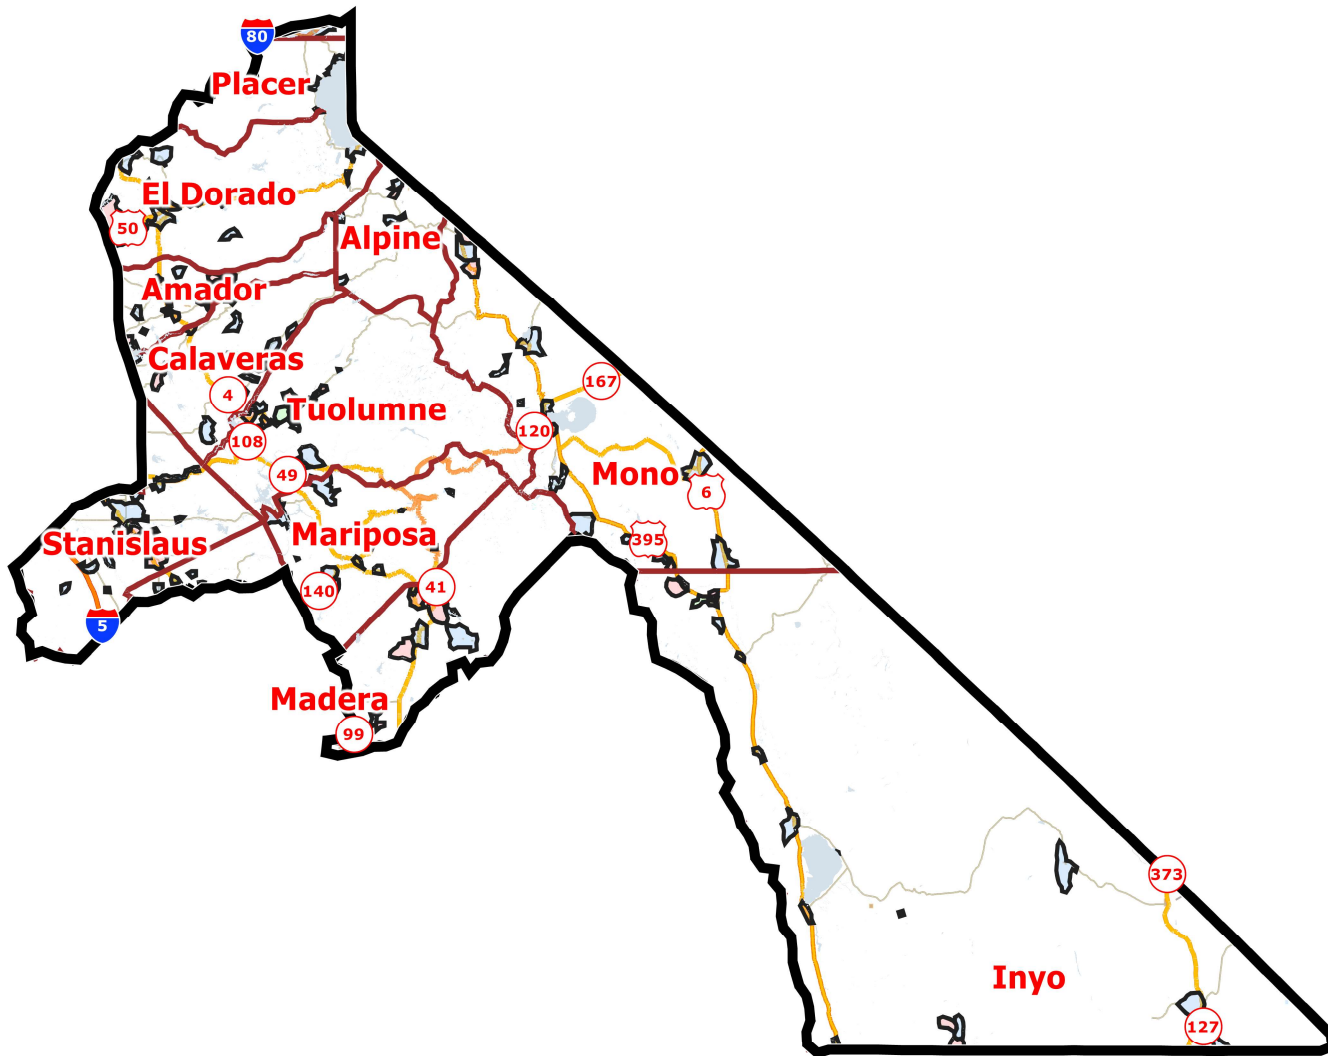 80
Placer
El Dorado
50
Alpine
Amador
Calaveras
4
167
Tuolumne
120
108
49
Mono
6
Mariposa
395
Stanislaus
140
41
5
Madera
99
373
Inyo
127